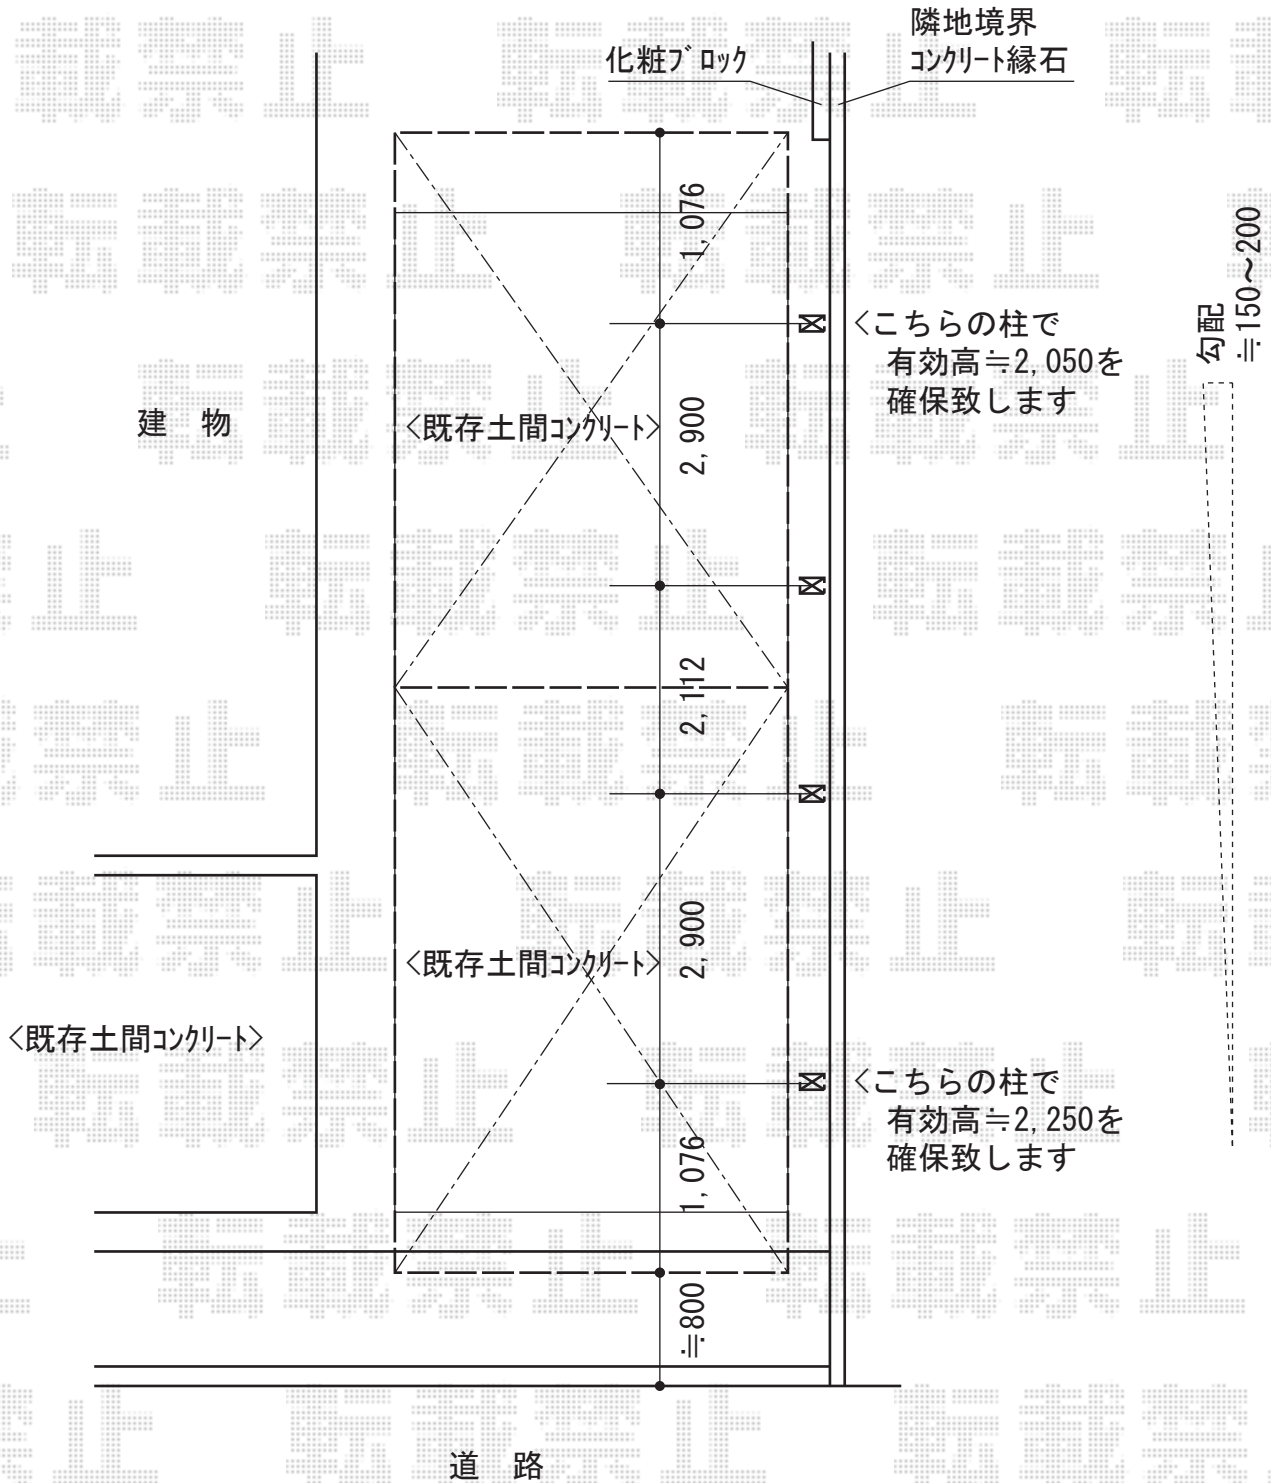 隣地境界
コンクリート縁石
化粧ブロック
1,076
勾配
≒150〜200
<こちらの柱で
有効高≒2,050を
確保致します
建 物
<既存土間コンクリート>
2,900
2,112
<既存土間コンクリート>
2,900
<既存土間コンクリート>
<こちらの柱で
有効高≒2,250を
確保致します
1,076
≒800
道 路
転載禁止